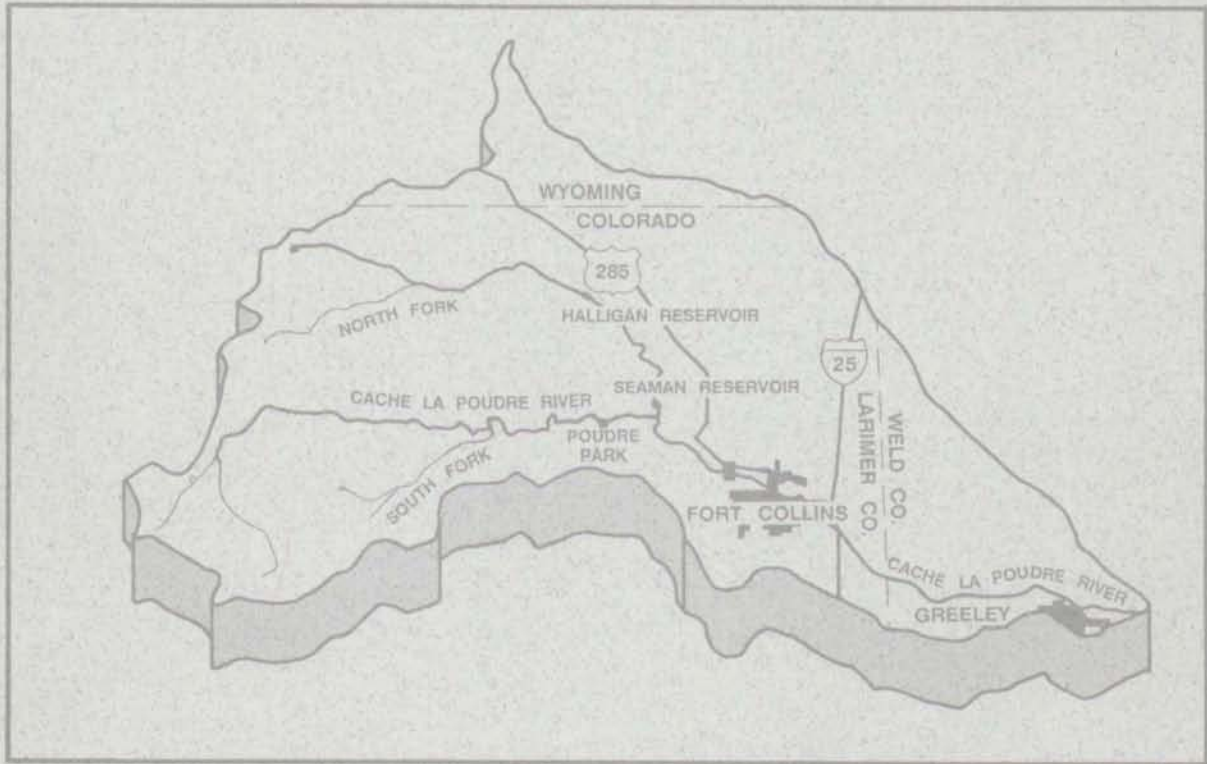 WYOMING
COLORADO
285
NORTH FORK
HALLIGAN RESERVOIR
25
SEAMAN RESERVOIR
CACHE LA POUDRE RIVER
WELD CO.
LARIMER CO.
POUDRE
PARK
SOUTH FORK
FORT COLLINS
CACHE LA POUDRE RIVER
GREELEY